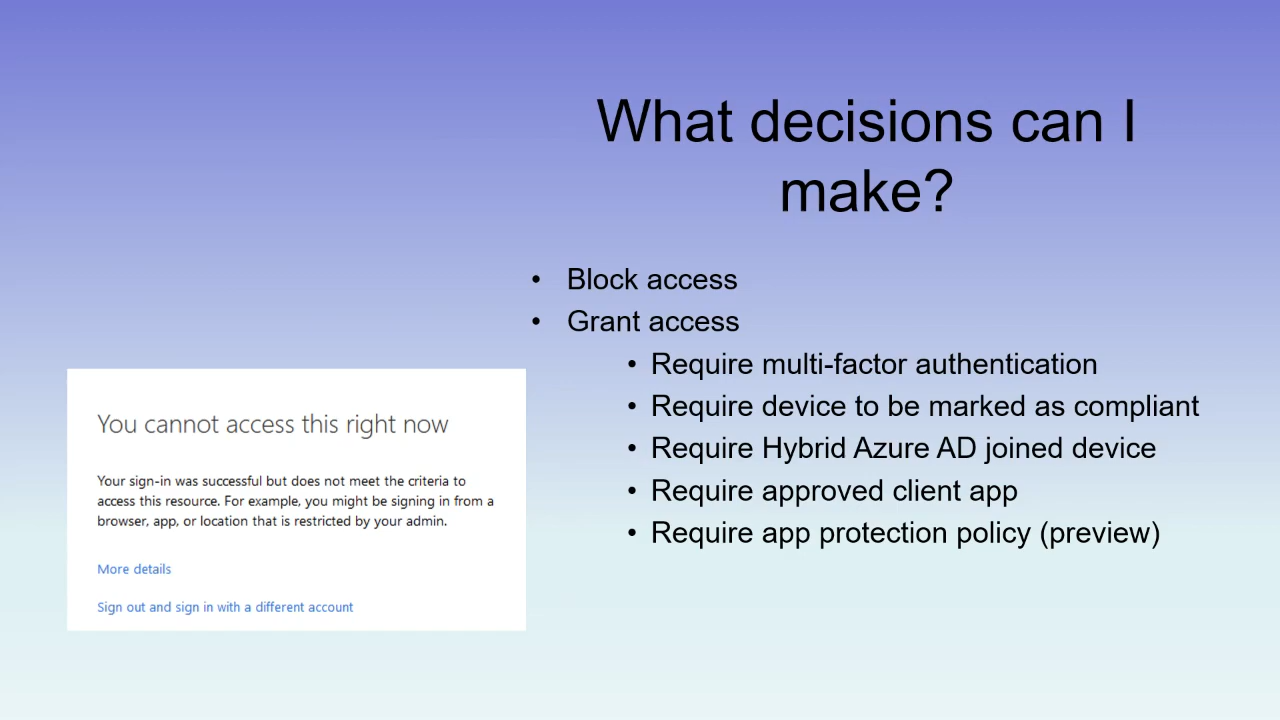 What decisions can I
make?
• Block access
• Grant access
• Require multi-factor authentication
• Require device to be marked as compliant
• Require Hybrid Azure AD joined device
• Require approved client app
• Require app protection policy (preview)
You cannot access this right now
Your sign-in was successful but does not meet the criteria to
access this resource. For example, you might be signing in from a
browser, app, or location that is restricted by your admin.
More details
Sign out and sign in with a different account